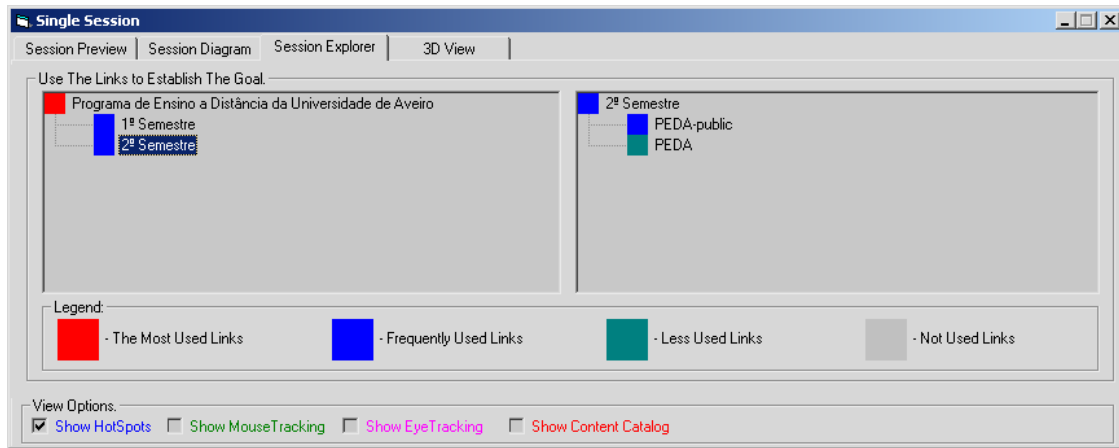 Single Session
Session Preview
Session Diagram
Session Explorer
3D View
Use The Links to Establish The Goal.
Programa de Ensino a Distância da Universidade de Aveiro
1º Semestre
2º Semestre
2º Semestre
PEDA-public
PEDA
Legend:
- The Most Used Links
- Frequently Used Links
- Less Used Links
- Not Used Links
View Options.
Show HotSpots
Show MouseTracking
Show EyeTracking
Show Content Catalog